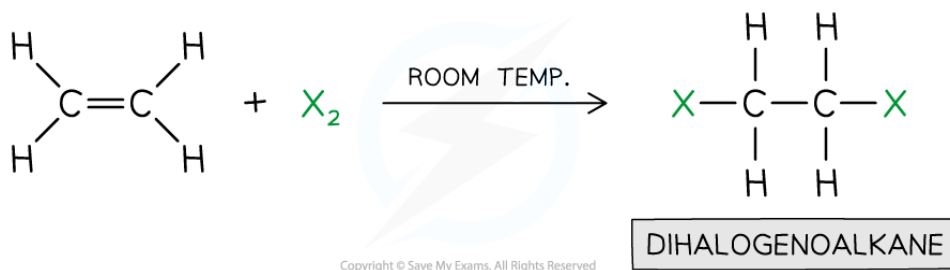 H H H H
C=C + X₂ ROOM TEMP. X—C—C—X
H H H H
DIHALOGENOALKANE
Copyright © Save My Exams. All Rights Reserved